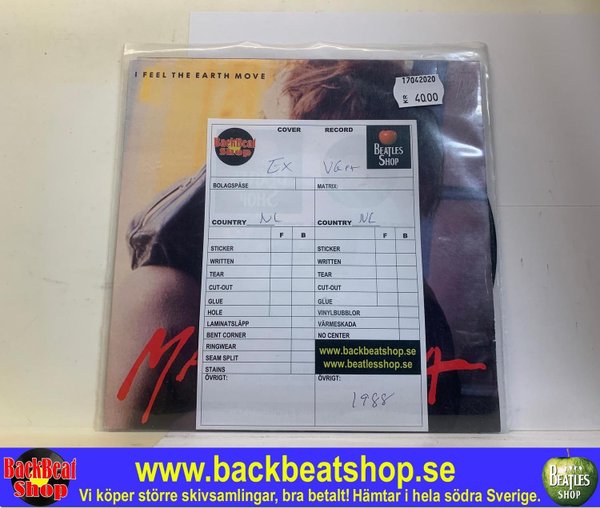 I FEEL THE EARTH MOVE
17042020
KR 40.00
COVER RECORD
BackBeat Shop
BEATLES SHOP
EX VG++
BOLAGSPÅSE MATRIX:
COUNTRY NL COUNTRY NL
F B F B
STICKER STICKER
WRITTEN WRITTEN
TEAR TEAR
CUT-OUT CUT-OUT
GLUE GLUE
HOLE VINYLBUBBLOR
LAMINATSLÄPP VÄRMESKADA
BENT CORNER NO CENTER
RINGWEAR
SEAM SPLIT
STAINS
www.backbeatshop.se
www.beatlesshop.se
ÖVRIGT: ÖVRIGT:
1988
BackBeat Shop
www.backbeatshop.se
Vi köper större skivsamlingar, bra betalt! Hämtar i hela södra Sverige.
BEATLES SHOP